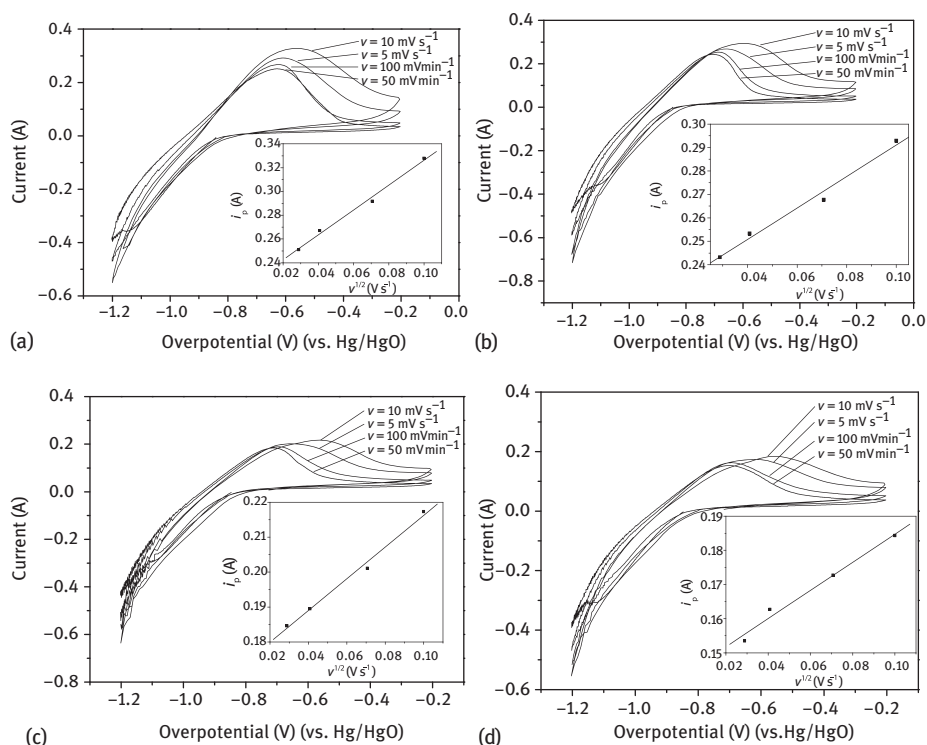 0.4
v = 10 mV s−1
v = 5 mV s−1
v = 100 mVmin−1
v = 50 mVmin−1
0.2
0.0
−0.2
−0.4
−0.6
Current (A)
0.34
0.32
0.30
0.28
0.26
0.24
ip (A)
0.02 0.04 0.06 0.08 0.10
v1/2(V s−1)
−1.2 −1.0 −0.8 −0.6 −0.4 −0.2 0.0
(a)
Overpotential (V) (vs. Hg/HgO)
0.4
v = 10 mV s−1
v = 5 mV s−1
v = 100 mVmin−1
v = 50 mVmin−1
0.2
0.0
−0.2
−0.4
−0.6
−0.8
Current (A)
0.30
0.29
0.28
0.27
0.26
0.25
0.24
ip (A)
0.04 0.06 0.08 0.10
v1/2(V s−1)
−1.2 −1.0 −0.8 −0.6 −0.4 −0.2 0.0
(b)
Overpotential (V) (vs. Hg/HgO)
0.4
v = 10 mV s−1
v = 5 mV s−1
v = 100 mVmin−1
v = 50 mVmin−1
0.2
0.0
−0.2
−0.4
−0.6
−0.8
Current (A)
0.22
0.21
0.20
0.19
0.18
ip (A)
0.02 0.04 0.06 0.08 0.10
v1/2(V s−1)
−1.2 −1.0 −0.8 −0.6 −0.4 −0.2
(c)
Overpotential (V) (vs. Hg/HgO)
0.4
v = 10 mV s−1
v = 5 mV s−1
v = 100 mVmin−1
v = 50 mVmin−1
0.2
0.0
−0.2
−0.4
−0.6
Current (A)
0.19
0.18
0.17
0.16
0.15
ip (A)
0.02 0.04 0.06 0.08 0.10
v1/2(V s−1)
−1.2 −1.0 −0.8 −0.6 −0.4 −0.2
(d)
Overpotential (V) (vs. Hg/HgO)